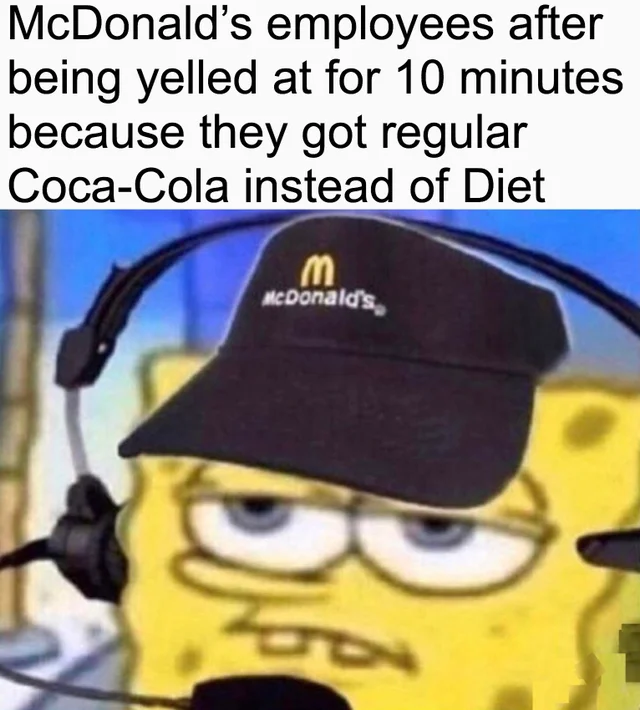 McDonald's employees after
being yelled at for 10 minutes
because they got regular
Coca-Cola instead of Diet
McDonald's